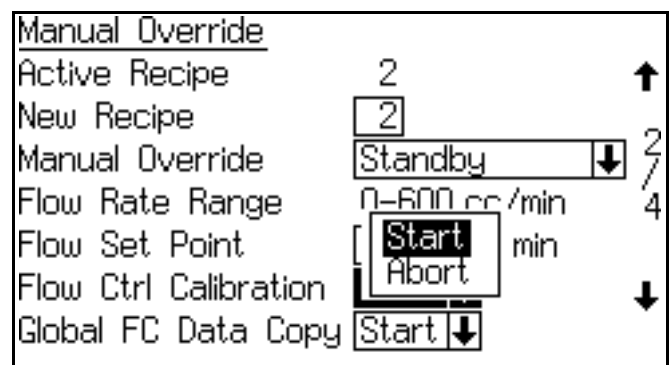 Manual Override
Active Recipe 2
New Recipe 2
Manual Override Standby
Flow Rate Range 0-600 cc/min
Flow Set Point min
Start
Abort
Flow Ctrl Calibration
Global FC Data Copy Start
2/4